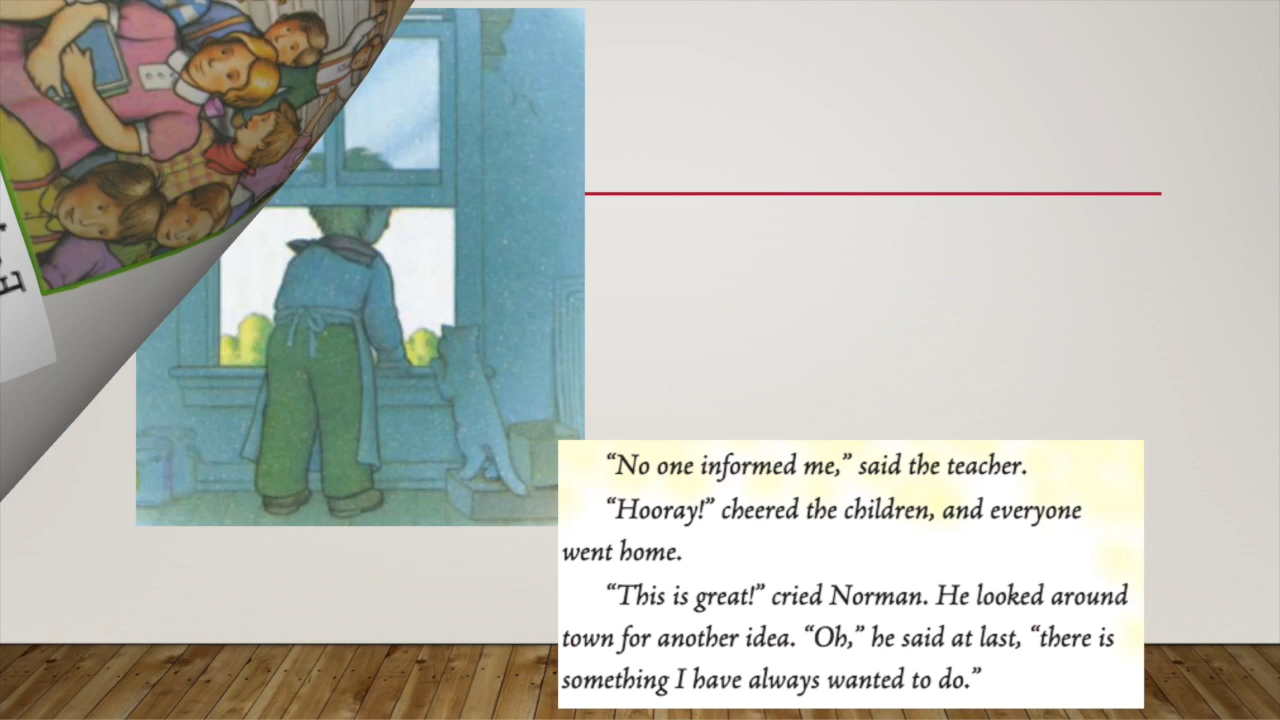 “No one informed me,” said the teacher.
“Hooray!” cheered the children, and everyone
went home.
“This is great!” cried Norman. He looked around
town for another idea. “Oh,” he said at last, “there is
something I have always wanted to do.”